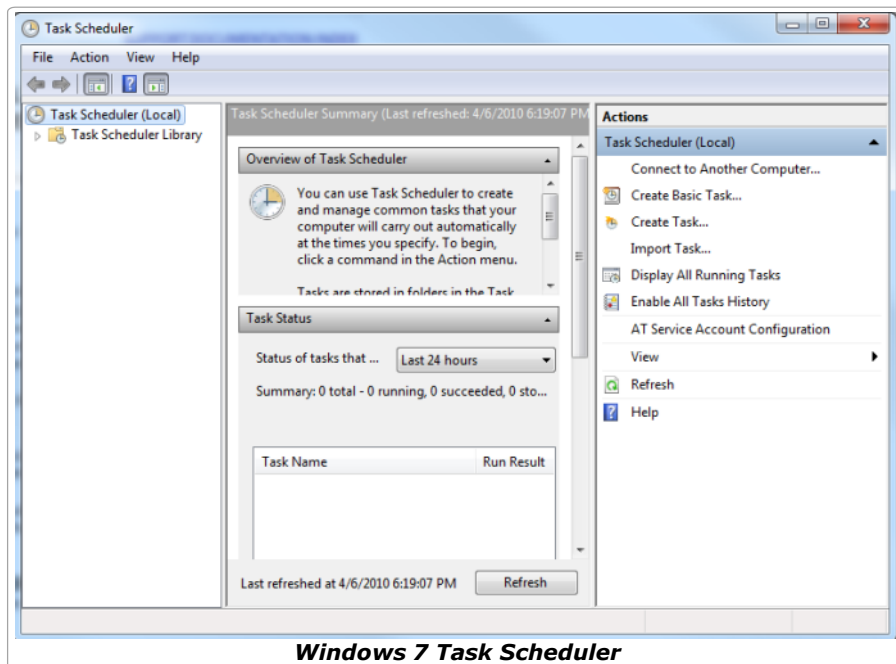 Task Scheduler
File Action View Help
Task Scheduler (Local)
Task Scheduler Library
Task Scheduler Summary (Last refreshed: 4/6/2010 6:19:07 PM
Overview of Task Scheduler
You can use Task Scheduler to create
and manage common tasks that your
computer will carry out automatically
at the times you specify. To begin,
click a command in the Action menu.
Tasks are stored in folders in the Task
Task Status
Status of tasks that ... Last 24 hours
Summary: 0 total - 0 running, 0 succeeded, 0 sto...
Task Name Run Result
Last refreshed at 4/6/2010 6:19:07 PM Refresh
Actions
Task Scheduler (Local)
Connect to Another Computer...
Create Basic Task...
Create Task...
Import Task...
Display All Running Tasks
Enable All Tasks History
AT Service Account Configuration
View
Refresh
Help
Windows 7 Task Scheduler